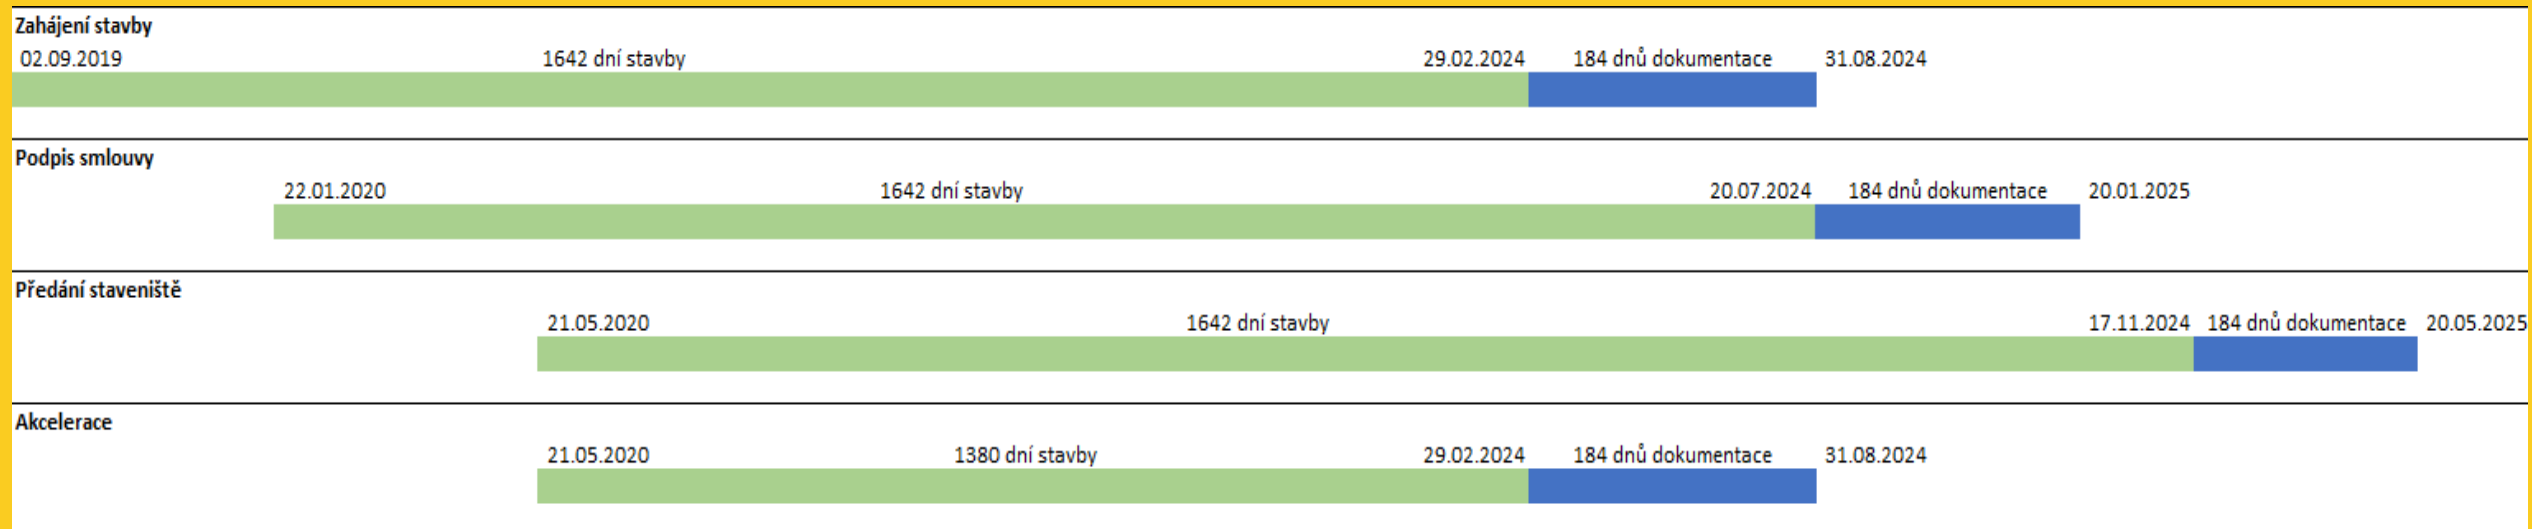 Zahájení stavby
02.09.2019 1642 dní stavby 29.02.2024 184 dnů dokumentace 31.08.2024
Podpis smlouvy
22.01.2020 1642 dní stavby 20.07.2024 184 dnů dokumentace 20.01.2025
Předání staveniště
21.05.2020 1642 dní stavby 17.11.2024 184 dnů dokumentace 20.05.2025
Akcelerace
21.05.2020 1380 dní stavby 29.02.2024 184 dnů dokumentace 31.08.2024